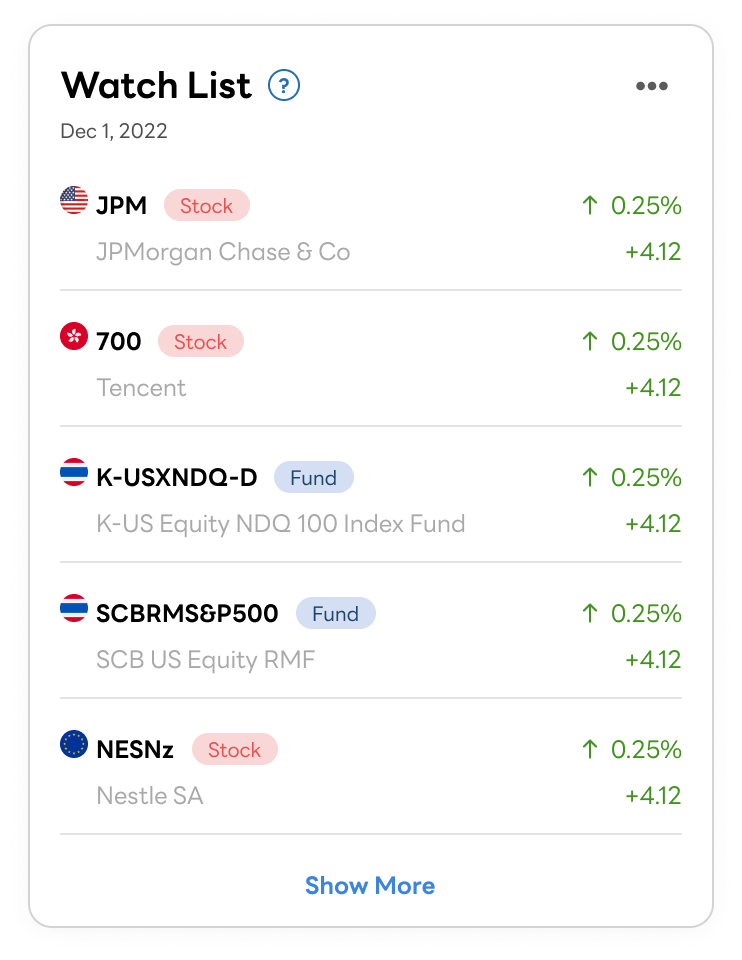 Watch List ?
Dec 1, 2022
JPM Stock ↑ 0.25%
JPMorgan Chase & Co +4.12
700 Stock ↑ 0.25%
Tencent +4.12
K-USXNDQ-D Fund ↑ 0.25%
K-US Equity NDQ 100 Index Fund +4.12
SCBRMS&P500 Fund ↑ 0.25%
SCB US Equity RMF +4.12
NESNz Stock ↑ 0.25%
Nestle SA +4.12
Show More